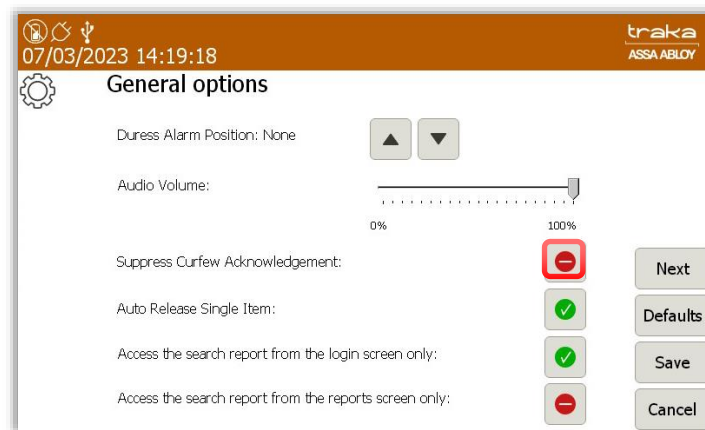 07/03/2023 14:19:18
traka
ASSA ABLOY
General options
Duress Alarm Position: None
Audio Volume:
0% 100%
Suppress Curfew Acknowledgement:
Next
Auto Release Single Item:
Defaults
Access the search report from the login screen only:
Save
Access the search report from the reports screen only:
Cancel